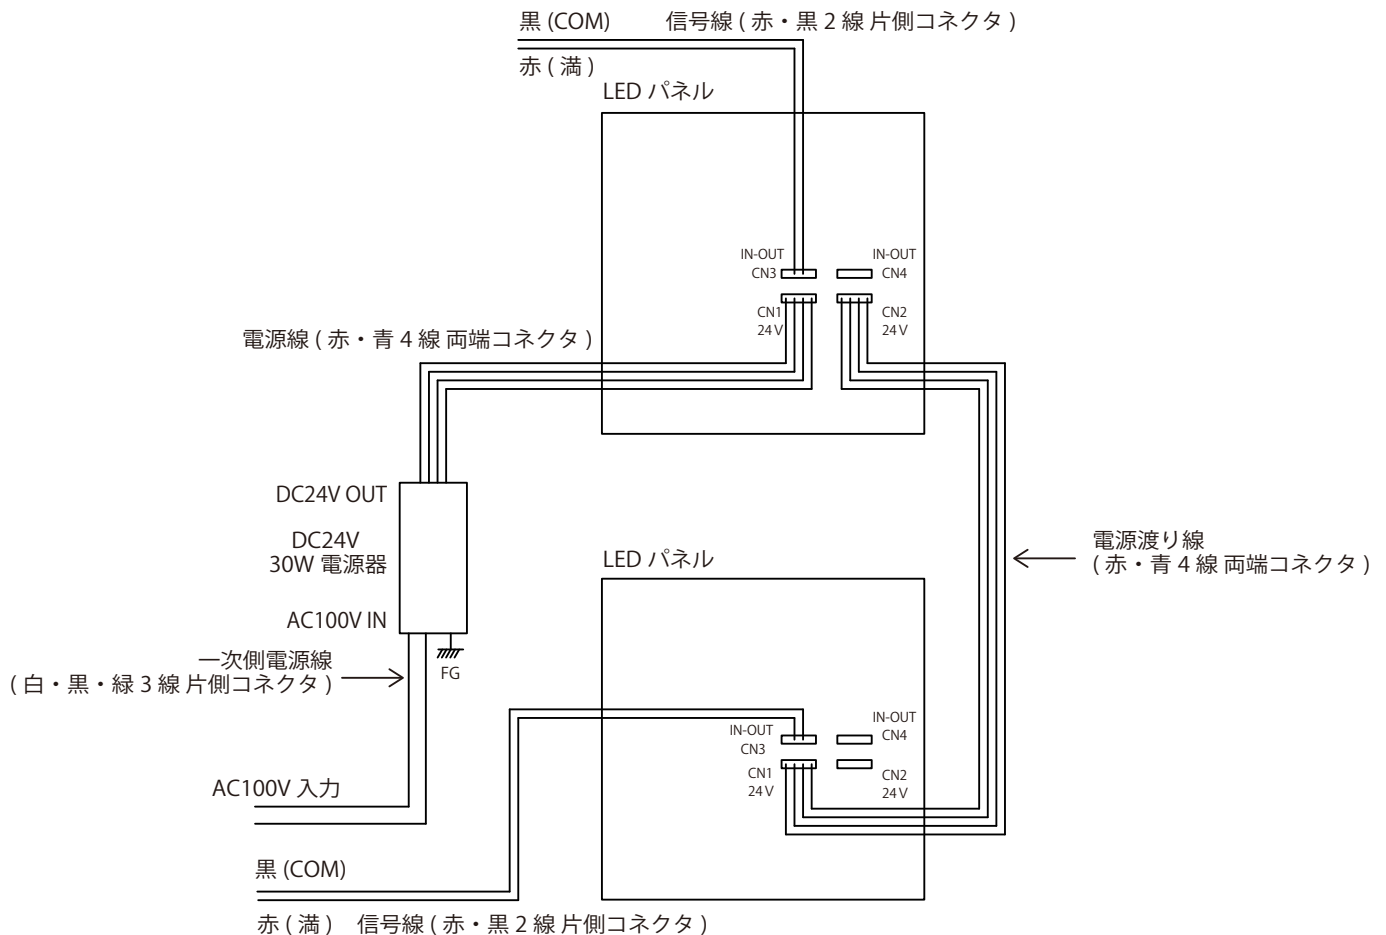 黒 (COM)
信号線 ( 赤・黒 2 線 片側コネクタ )
赤 ( 満 )
LED パネル
IN-OUT
CN3
IN-OUT
CN4
CN1
24 V
CN2
24 V
電源線 ( 赤・青 4 線 両端コネクタ )
DC24V OUT
DC24V
30W 電源器
AC100V IN
FG
一次側電源線
( 白・黒・緑 3 線 片側コネクタ )
電源渡り線
( 赤・青 4 線 両端コネクタ )
LED パネル
IN-OUT
CN3
IN-OUT
CN4
CN1
24 V
CN2
24 V
AC100V 入力
黒 (COM)
赤 ( 満 )
信号線 ( 赤・黒 2 線 片側コネクタ )